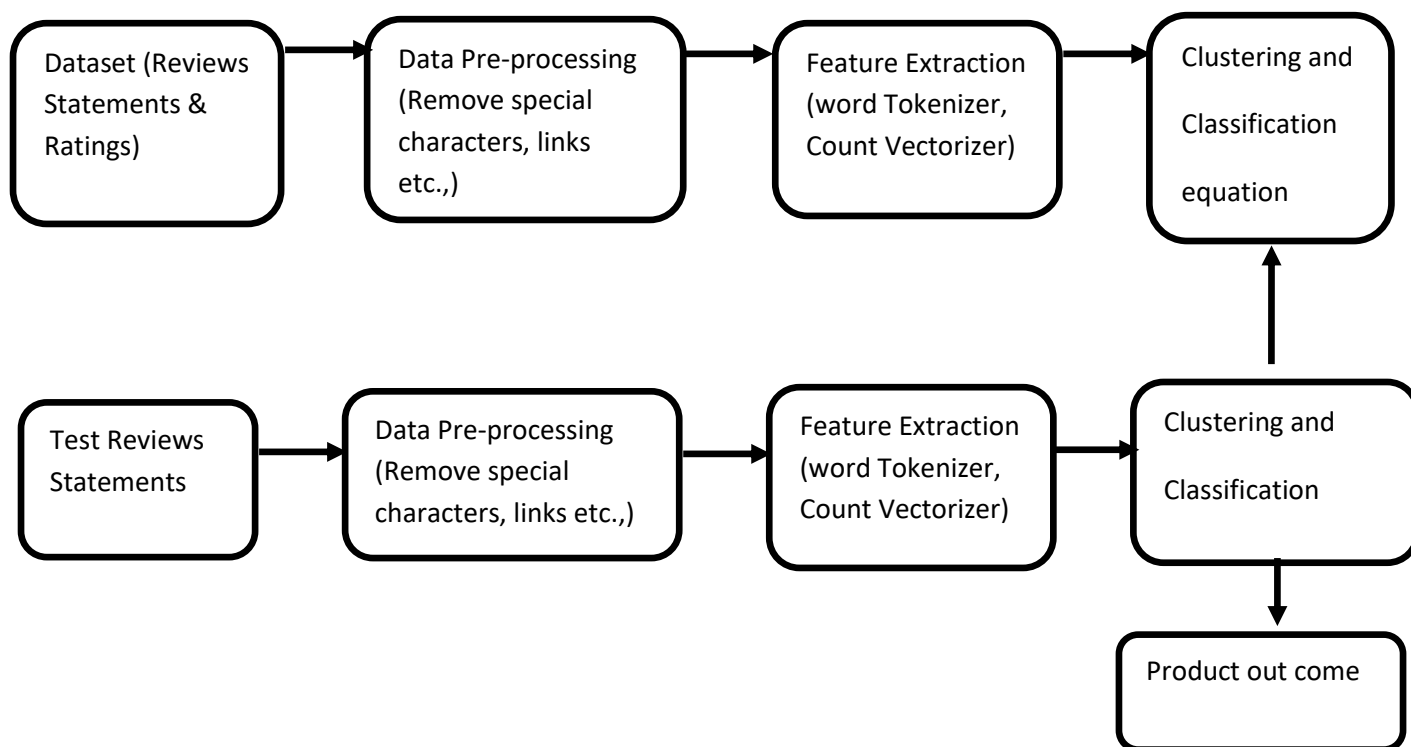 Dataset (Reviews
Statements &
Ratings)
Data Pre-processing
(Remove special
characters, links
etc.,)
Feature Extraction
(word Tokenizer,
Count Vectorizer)
Clustering and
Classification
equation
Test Reviews
Statements
Data Pre-processing
(Remove special
characters, links etc.,)
Feature Extraction
(word Tokenizer,
Count Vectorizer)
Clustering and
Classification
Product out come